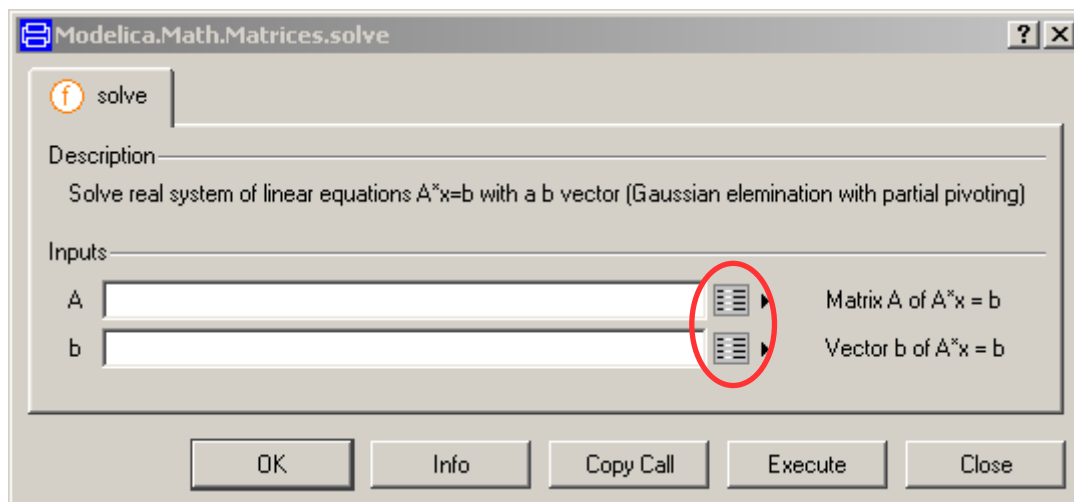 Modelica.Math.Matrices.solve
?
f solve
Description
Solve real system of linear equations A*x=b with a b vector (Gaussian elemination with partial pivoting)
Inputs
A Matrix A of A*x = b
b Vector b of A*x = b
OK Info Copy Call Execute Close